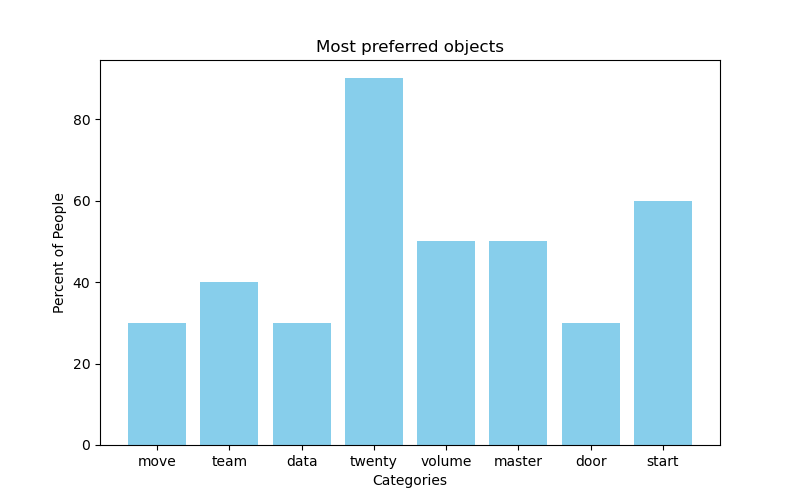 Most preferred objects
Percent of People
80
60
40
20
0
move team data twenty volume master door start
Categories